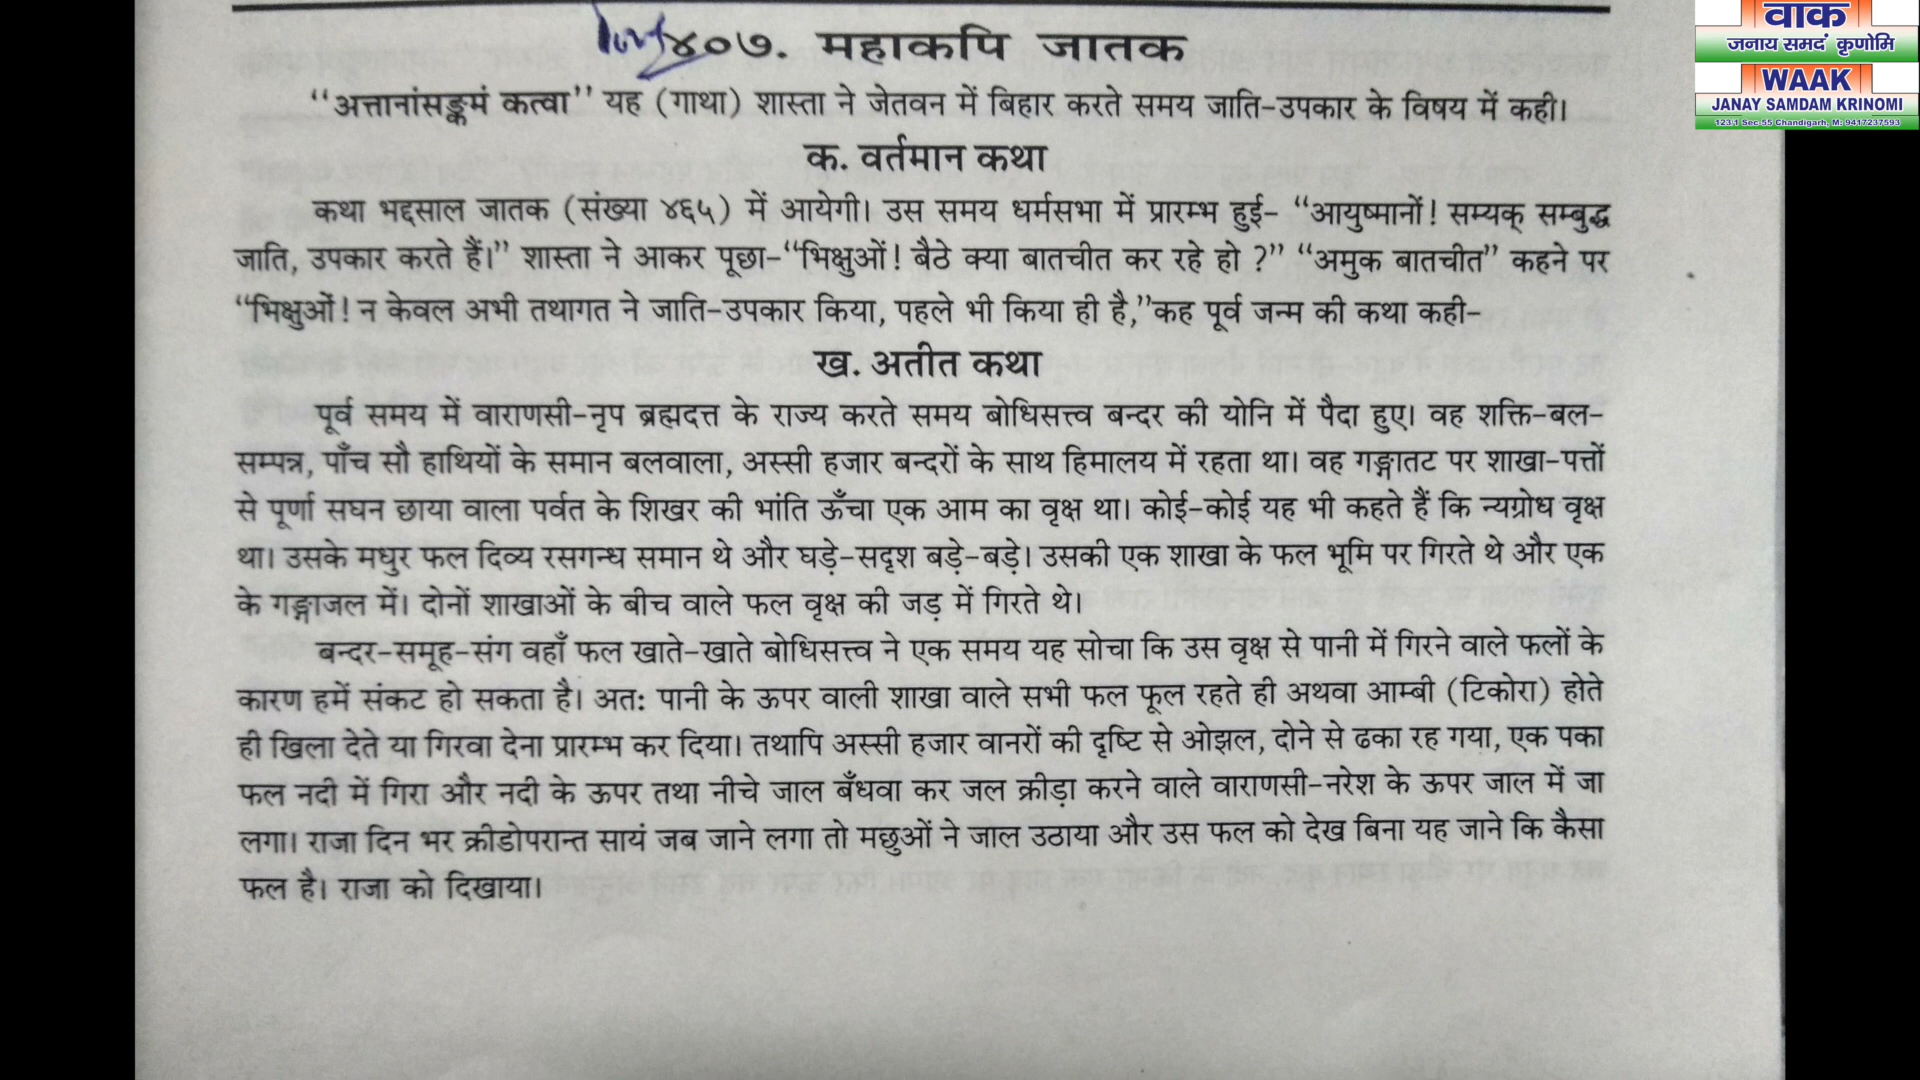 ४०७. महाकपि जातक
“अत्तानांसङ्कमं कत्वा” यह (गाथा) शास्ता ने जेतवन में बिहार करते समय जाति-उपकार के विषय में कही।
क. वर्तमान कथा
कथा भद्दसाल जातक (संख्या ४६५) में आयेगी। उस समय धर्मसभा में प्रारम्भ हुई- “आयुष्मानों! सम्यक् सम्बुद्ध
जाति, उपकार करते हैं।” शास्ता ने आकर पूछा-“भिक्षुओं! बैठे क्या बातचीत कर रहे हो ?” “अमुक बातचीत” कहने पर
“भिक्षुओं! न केवल अभी तथागत ने जाति-उपकार किया, पहले भी किया ही है,”कह पूर्व जन्म की कथा कही-
ख. अतीत कथा
पूर्व समय में वाराणसी-नृप ब्रह्मदत्त के राज्य करते समय बोधिसत्त्व बन्दर की योनि में पैदा हुए। वह शक्ति-बल-
सम्पन्न, पाँच सौ हाथियों के समान बलवाला, अस्सी हजार बन्दरों के साथ हिमालय में रहता था। वह गङ्गातट पर शाखा-पत्तों
से पूर्ण सघन छाया वाला पर्वत के शिखर की भांति ऊँचा एक आम का वृक्ष था। कोई-कोई यह भी कहते हैं कि न्यग्रोध वृक्ष
था। उसके मधुर फल दिव्य रसगन्ध समान थे और घड़े-सदृश बड़े-बड़े। उसकी एक शाखा के फल भूमि पर गिरते थे और एक
के गङ्गाजल में। दोनों शाखाओं के बीच वाले फल वृक्ष की जड़ में गिरते थे।
बन्दर-समूह-संग वहाँ फल खाते-खाते बोधिसत्त्व ने एक समय यह सोचा कि उस वृक्ष से पानी में गिरने वाले फलों के
कारण हमें संकट हो सकता है। अतः पानी के ऊपर वाली शाखा वाले सभी फल फूल रहते ही अथवा आम्बी (टिकोरा) होते
ही खिला देते या गिरवा देना प्रारम्भ कर दिया। तथापि अस्सी हजार वानरों की दृष्टि से ओझल, दोने से ढका रह गया, एक पका
फल नदी में गिरा और नदी के ऊपर तथा नीचे जाल बँधवा कर जल क्रीड़ा करने वाले वाराणसी-नरेश के ऊपर जाल में जा
लगा। राजा दिन भर क्रीडोपरान्त सायं जब जाने लगा तो मछुओं ने जाल उठाया और उस फल को देख बिना यह जाने कि कैसा
फल है। राजा को दिखाया।
वाक
जनाय समदं कृणोमि
WAAK
JANAY SAMDAM KRINOMI
123/1 Sec-55 Chandigarh, M: 9417237593